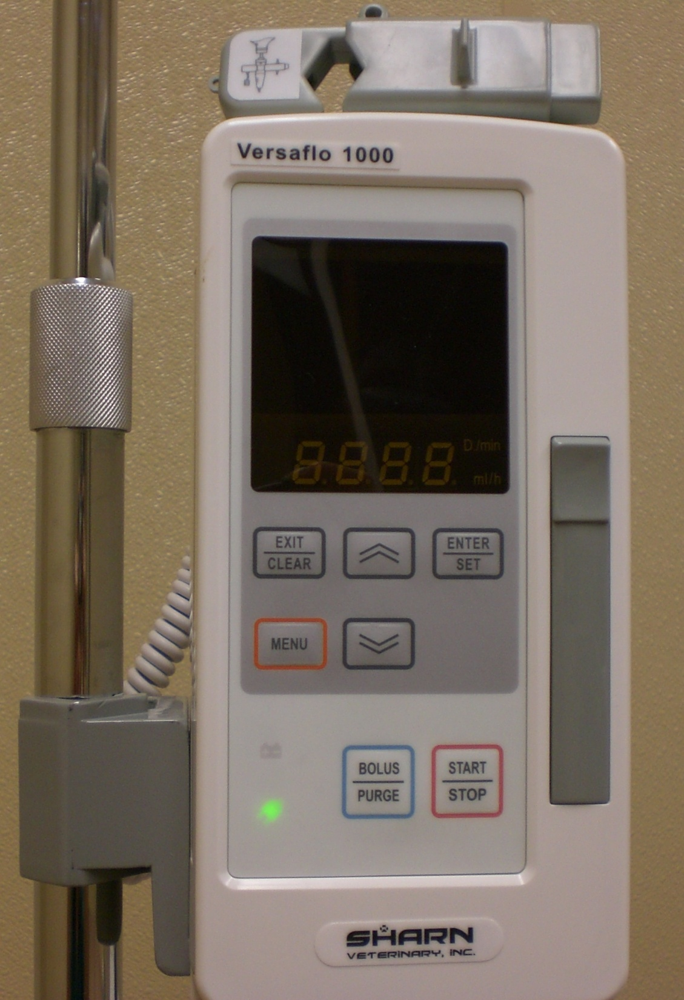 Versaflo 1000
8.8.8.8.
D /min
ml/h
EXIT
CLEAR
ENTER
SET
MENU
BOLUS
PURGE
START
STOP
SHARN
VETERINARY, INC.